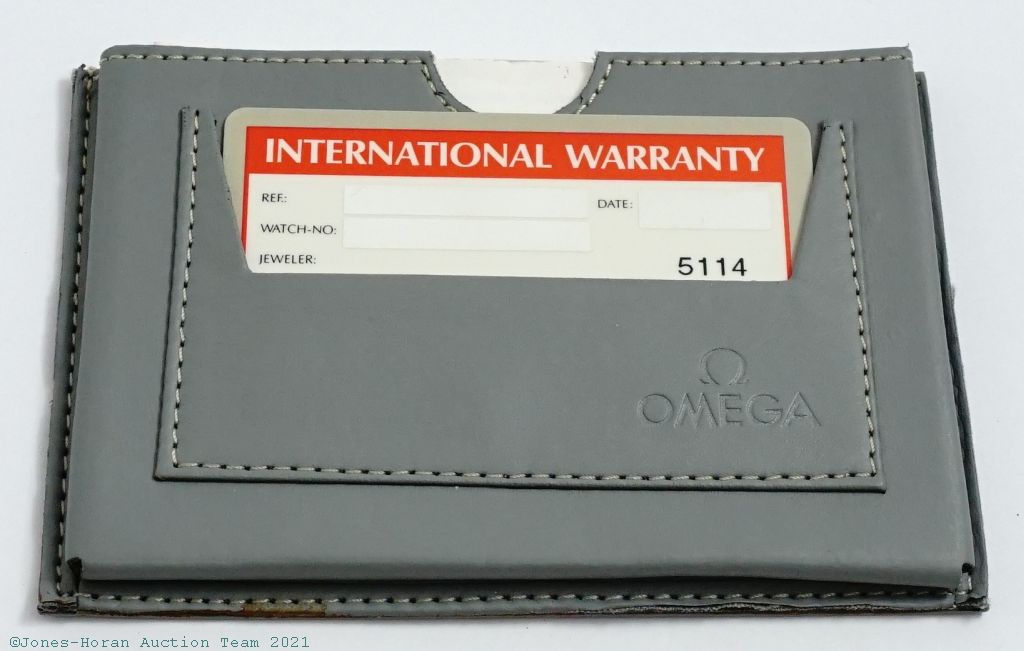 INTERNATIONAL WARRANTY
REF.: DATE:
WATCH-NO:
JEWELER: 5114
Ω
OMEGA
©Jones-Horan Auction Team 2021